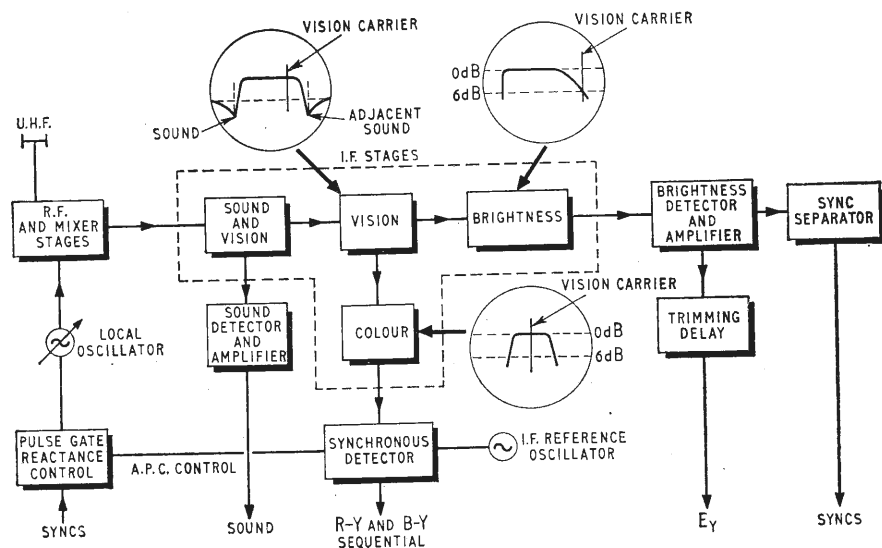 VISION CARRIER
VISION CARRIER
0dB
6dB
ADJACENT
SOUND
SOUND
U.H.F.
I.F. STAGES
R.F.
AND MIXER
STAGES
SOUND
AND
VISION
VISION
BRIGHTNESS
BRIGHTNESS
DETECTOR
AND
AMPLIFIER
SYNC
SEPARATOR
VISION CARRIER
LOCAL
OSCILLATOR
SOUND
DETECTOR
AND
AMPLIFIER
COLOUR
0dB
6dB
TRIMMING
DELAY
PULSE GATE
REACTANCE
CONTROL
A.P.C. CONTROL
SYNCHRONOUS
DETECTOR
I.F. REFERENCE
OSCILLATOR
SYNCS
SOUND
R-Y AND B-Y
SEQUENTIAL
EY
SYNCS